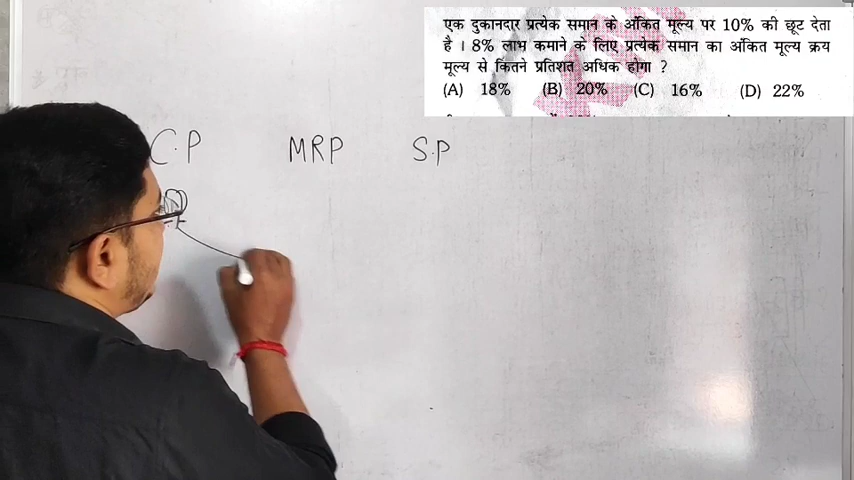 एक दुकानदार प्रत्येक समान के अंकित मूल्य पर 10% की छूट देता
है । 8% लाभ कमाने के लिए प्रत्येक समान का अंकित मूल्य क्रय
मूल्य से कितने प्रतिशत अधिक होगा ?
(A) 18% (B) 20% (C) 16% (D) 22%
C.P MRP S.P